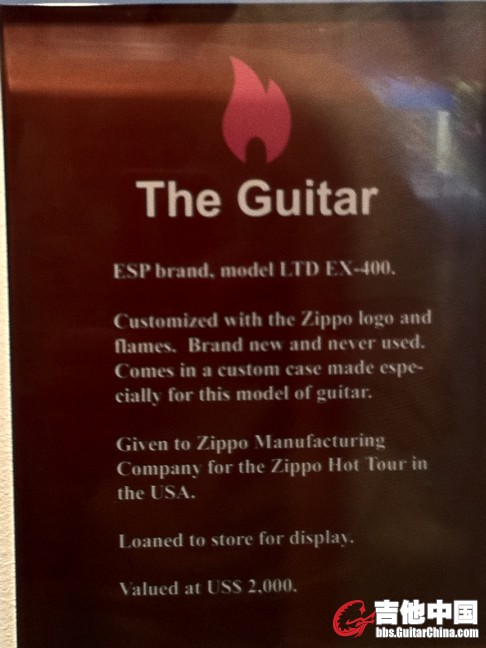 The Guitar
ESP brand, model LTD EX-400.
Customized with the Zippo logo and
flames. Brand new and never used.
Comes in a custom case made espe-
cially for this model of guitar.
Given to Zippo Manufacturing
Company for the Zippo Hot Tour in
the USA.
Loaned to store for display.
Valued at US$ 2,000.
吉他中国
bbs.GuitarChina.com